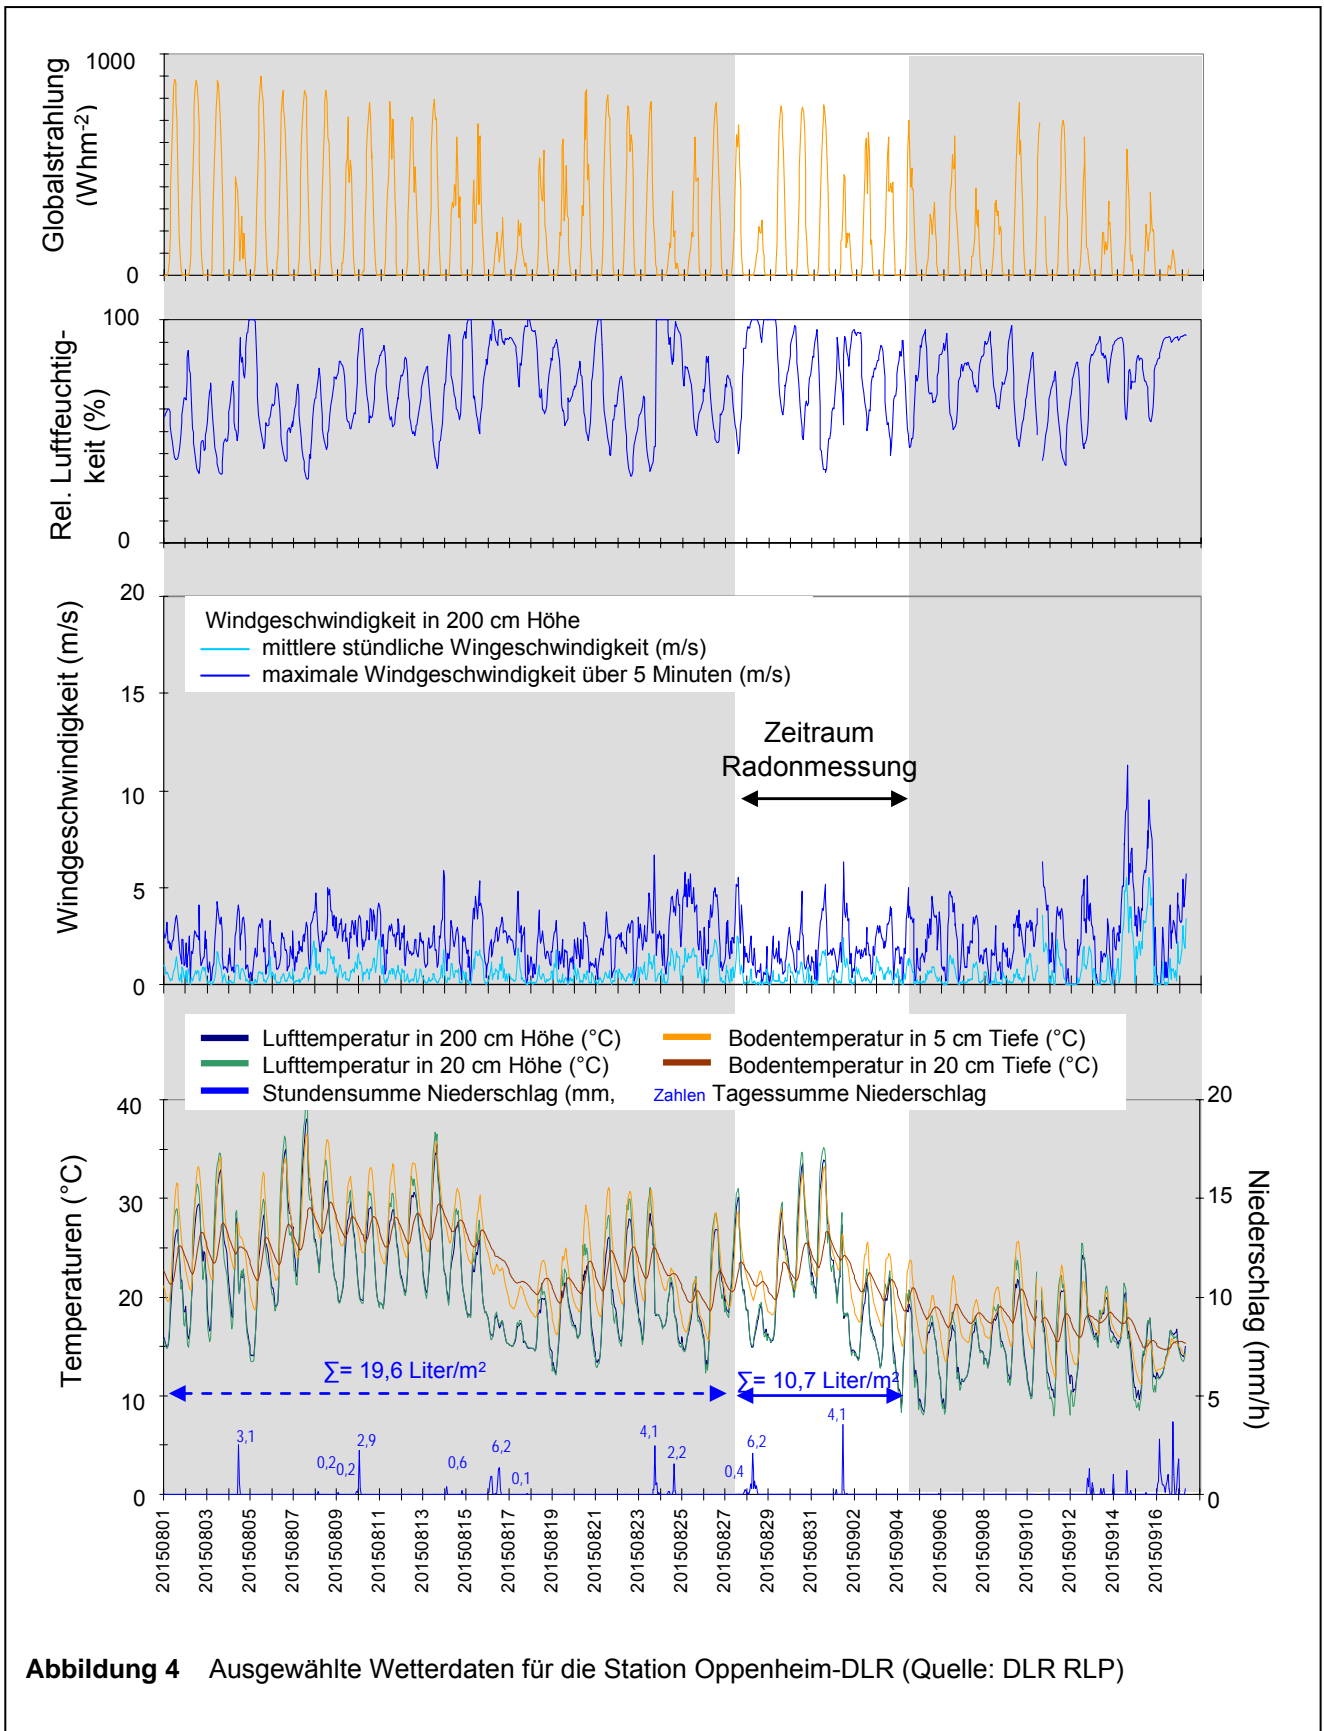 Globalstrahlung
(Whm-2)
1000
0
Rel. Luftfeuchtig-
keit (%)
100
0
Windgeschwindigkeit (m/s)
20
15
10
5
0
Windgeschwindigkeit in 200 cm Höhe
mittlere stündliche Wingeschwindigkeit (m/s)
maximale Windgeschwindigkeit über 5 Minuten (m/s)
Zeitraum
Radonmessung
Lufttemperatur in 200 cm Höhe (°C)
Bodentemperatur in 5 cm Tiefe (°C)
Lufttemperatur in 20 cm Höhe (°C)
Bodentemperatur in 20 cm Tiefe (°C)
Stundensumme Niederschlag (mm,
Zahlen Tagessumme Niederschlag
Temperaturen (°C)
40
30
20
10
0
Niederschlag (mm/h)
20
15
10
5
0
∑= 19,6 Liter/m²
∑= 10,7 Liter/m²
3,1
0,2
0,2
2,9
0,6
6,2
0,1
4,1
2,2
0,4
6,2
4,1
20150801
20150803
20150805
20150807
20150809
20150811
20150813
20150815
20150817
20150819
20150821
20150823
20150825
20150827
20150829
20150831
20150902
20150904
20150906
20150908
20150910
20150912
20150914
20150916
Abbildung 4 Ausgewählte Wetterdaten für die Station Oppenheim-DLR (Quelle: DLR RLP)